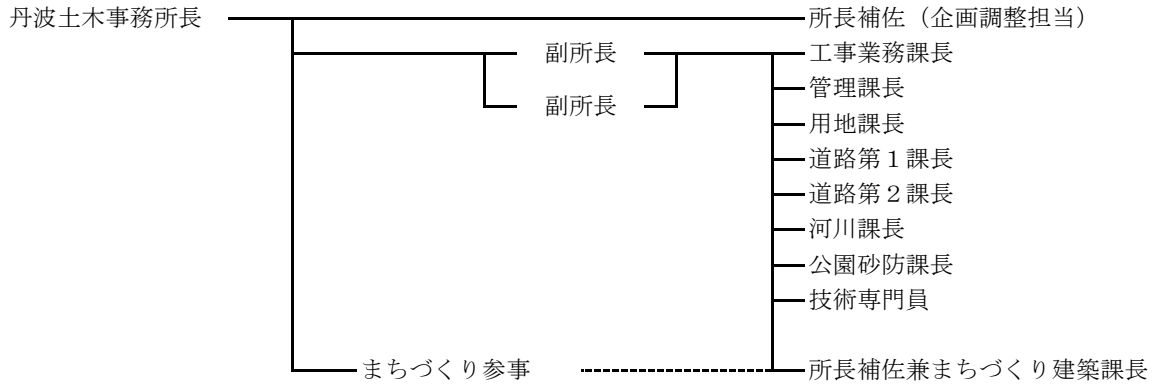 丹波土木事務所長 所長補佐（企画調整担当）
副所長 工事業務課長
管理課長
副所長
用地課長
道路第１課長
道路第２課長
河川課長
公園砂防課長
技術専門員
まちづくり参事 所長補佐兼まちづくり建築課長